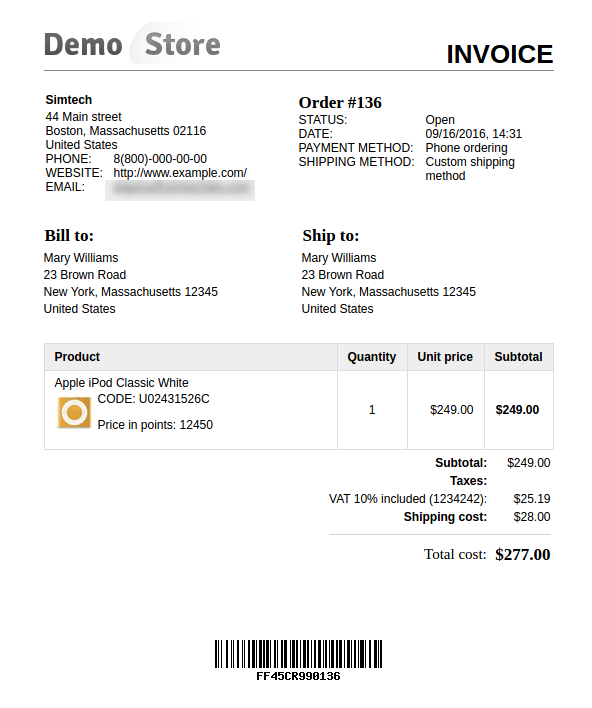 Demo Store
INVOICE
Simtech
44 Main street
Boston, Massachusetts 02116
United States
PHONE: 8(800)-000-00-00
WEBSITE: http://www.example.com/
EMAIL:
Order #136
STATUS: Open
DATE: 09/16/2016, 14:31
PAYMENT METHOD: Phone ordering
SHIPPING METHOD: Custom shipping
method
Bill to:
Mary Williams
23 Brown Road
New York, Massachusetts 12345
United States
Ship to:
Mary Williams
23 Brown Road
New York, Massachusetts 12345
United States
Product Quantity Unit price Subtotal
Apple iPod Classic White
CODE: U02431526C
Price in points: 12450
1 $249.00 $249.00
Subtotal: $249.00
Taxes:
VAT 10% included (1234242): $25.19
Shipping cost: $28.00
Total cost: $277.00
FF45CR990136